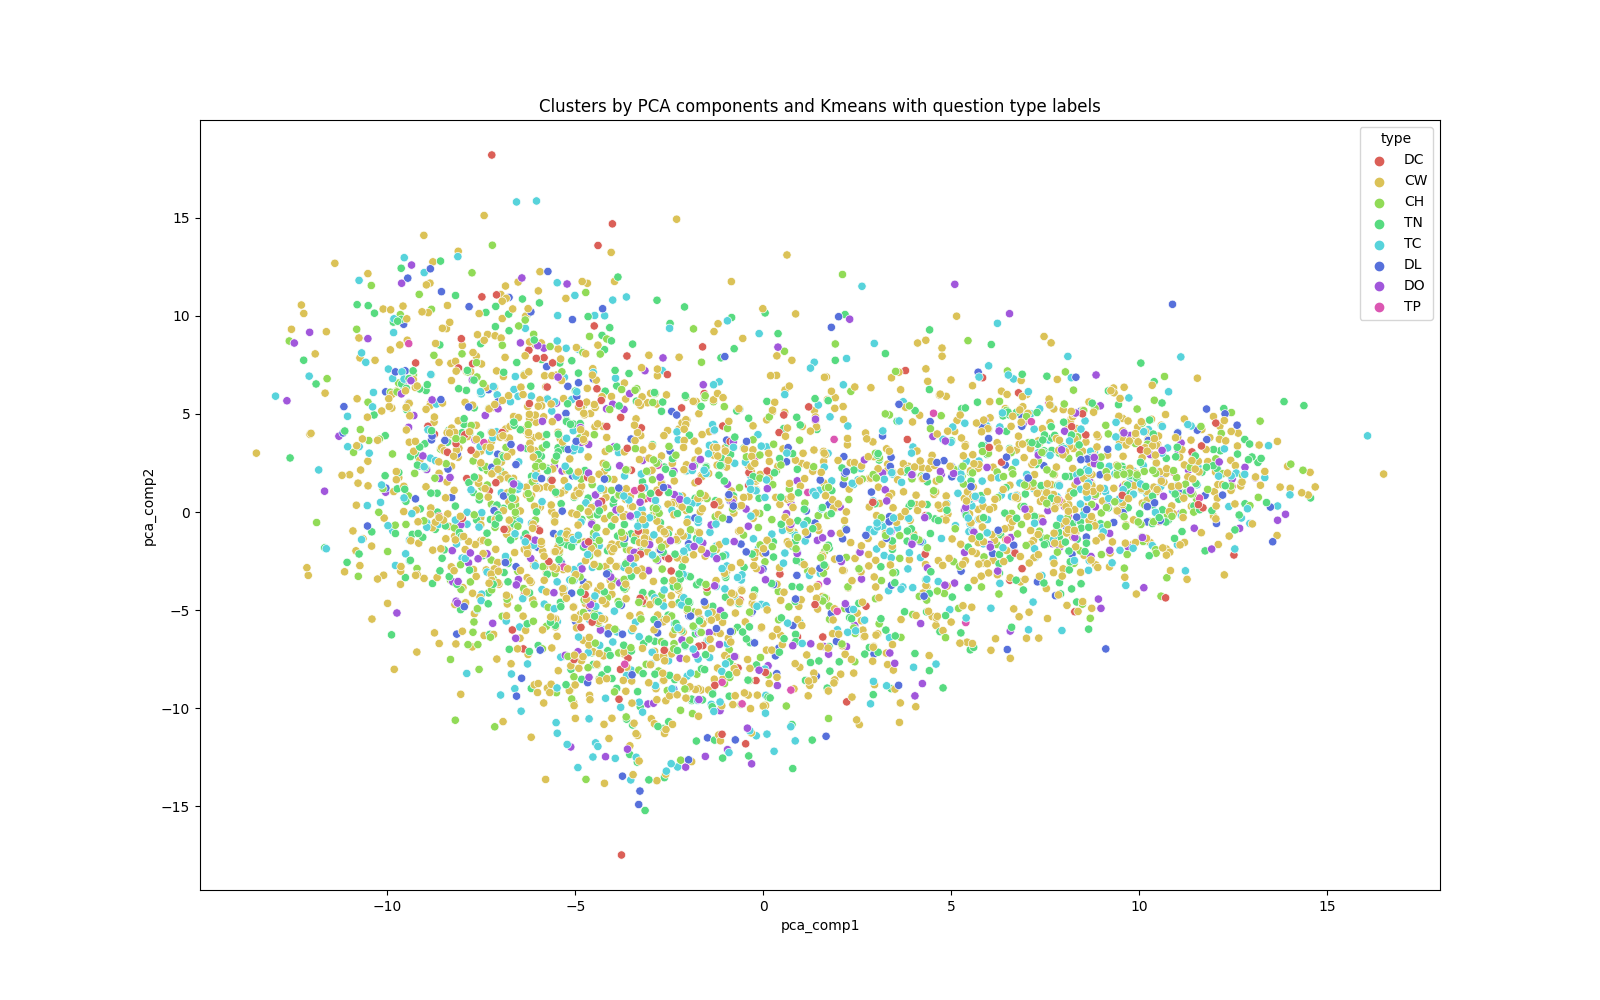 Clusters by PCA components and Kmeans with question type labels
type
DC
CW
CH
TN
TC
DL
DO
TP
15
10
5
0
−5
−10
−15
pca_comp2
−10 −5 0 5 10 15
pca_comp1